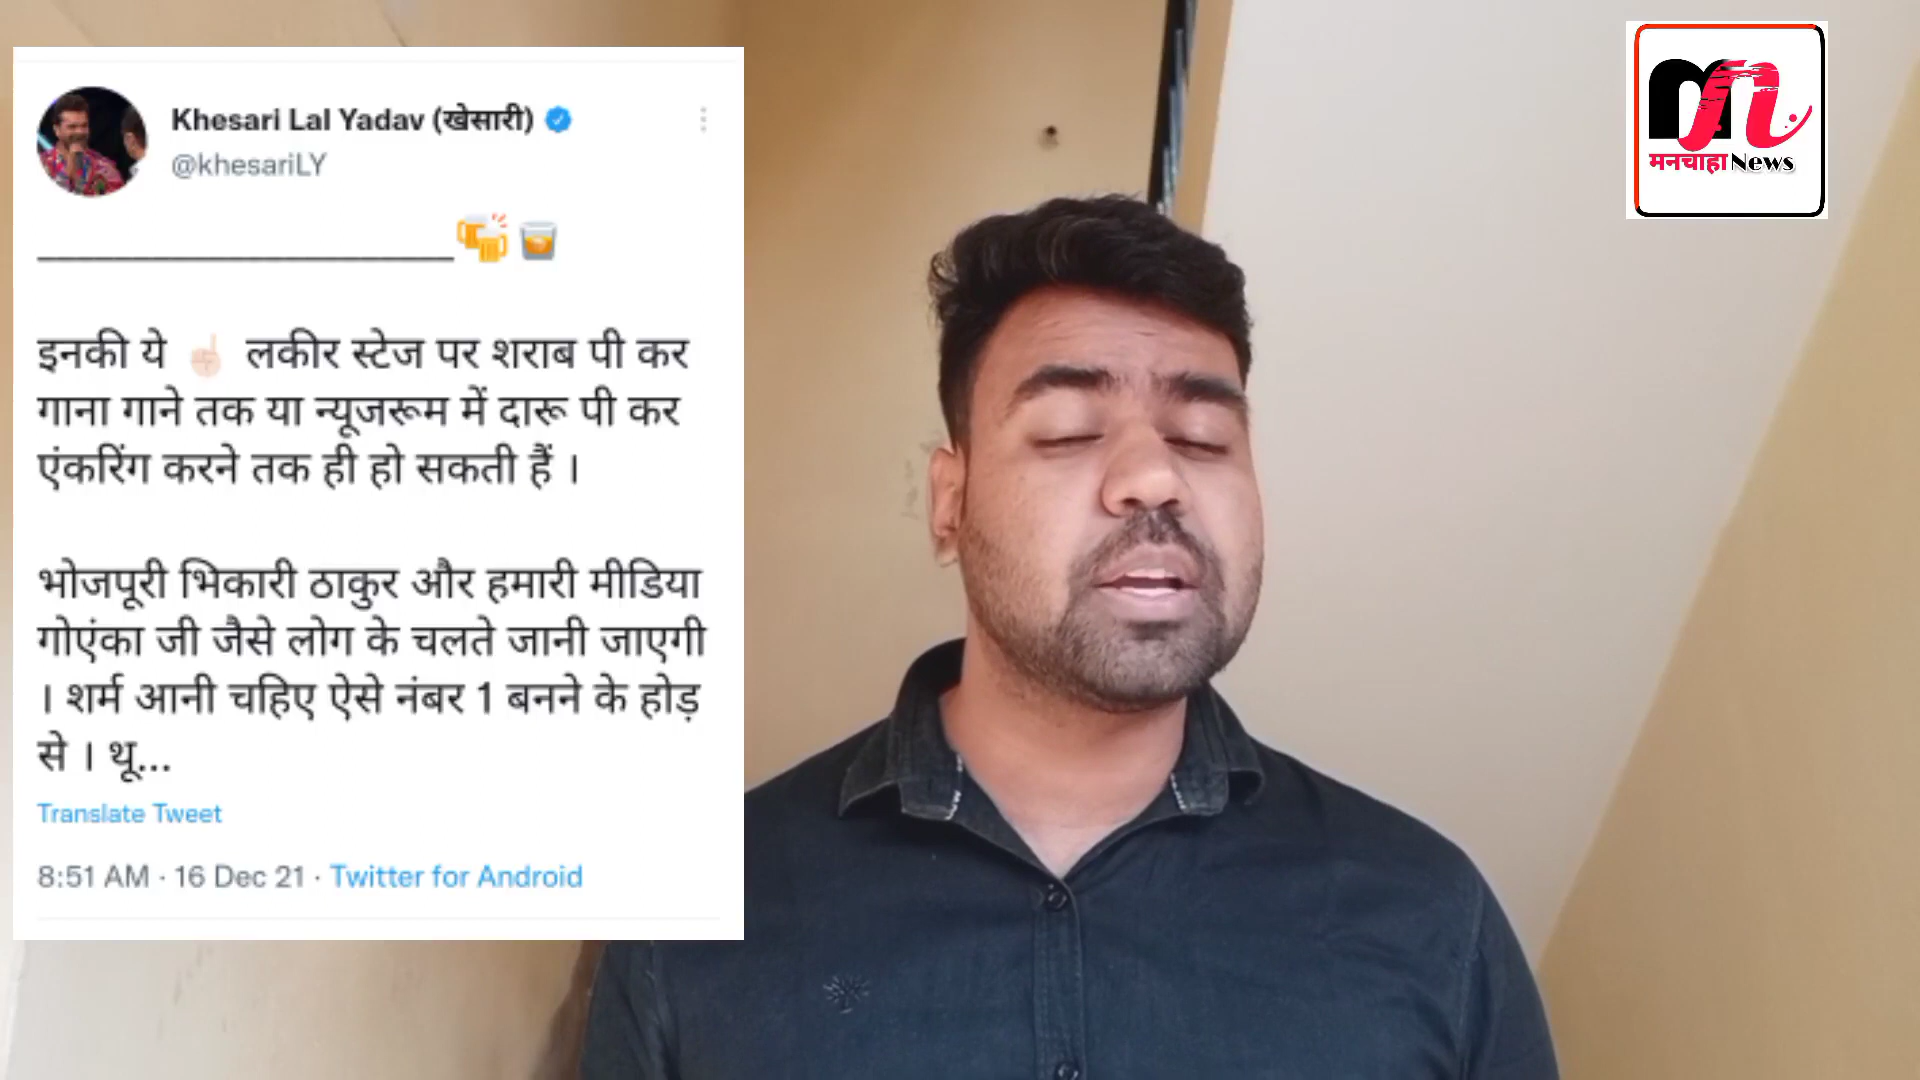 Khesari Lal Yadav (खेसारी)
@khesariLY
इनकी ये ☝🏻 लकीर स्टेज पर शराब पी कर
गाना गाने तक या न्यूजरूम में दारू पी कर
एंकरिंग करने तक ही हो सकती हैं ।
भोजपूरी भिकारी ठाकुर और हमारी मीडिया
गोएंका जी जैसे लोग के चलते जानी जाएगी
। शर्म आनी चहिए ऐसे नंबर 1 बनने के होड़
से । थू...
Translate Tweet
8:51 AM · 16 Dec 21 · Twitter for Android
मनचाहा News